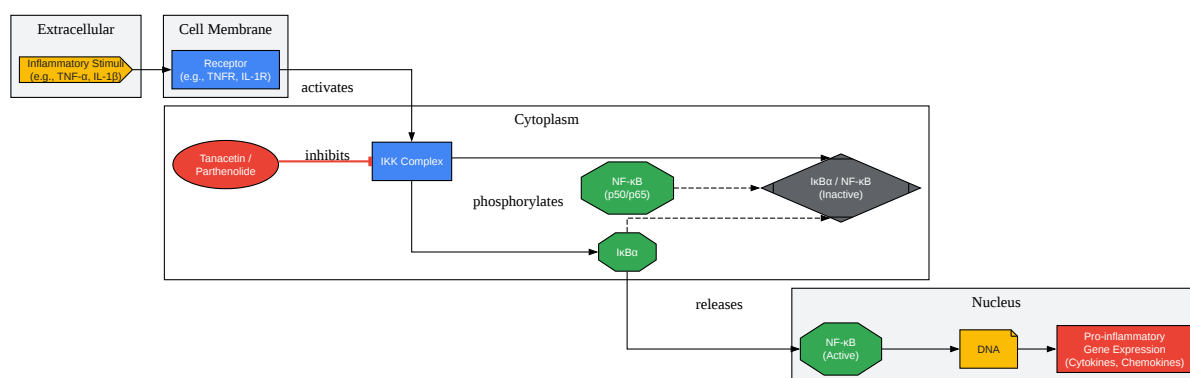 Extracellular
Inflammatory Stimuli
(e.g., TNF-α, IL-1β)
Cell Membrane
Receptor
(e.g., TNFR, IL-1R)
activates
Cytoplasm
Tanacetin /
Parthenolide
inhibits
IKK Complex
phosphorylates
NF-κB
(p50/p65)
IκBα / NF-κB
(Inactive)
IκBα
releases
Nucleus
NF-κB
(Active)
DNA
Pro-inflammatory
Gene Expression
(Cytokines, Chemokines)